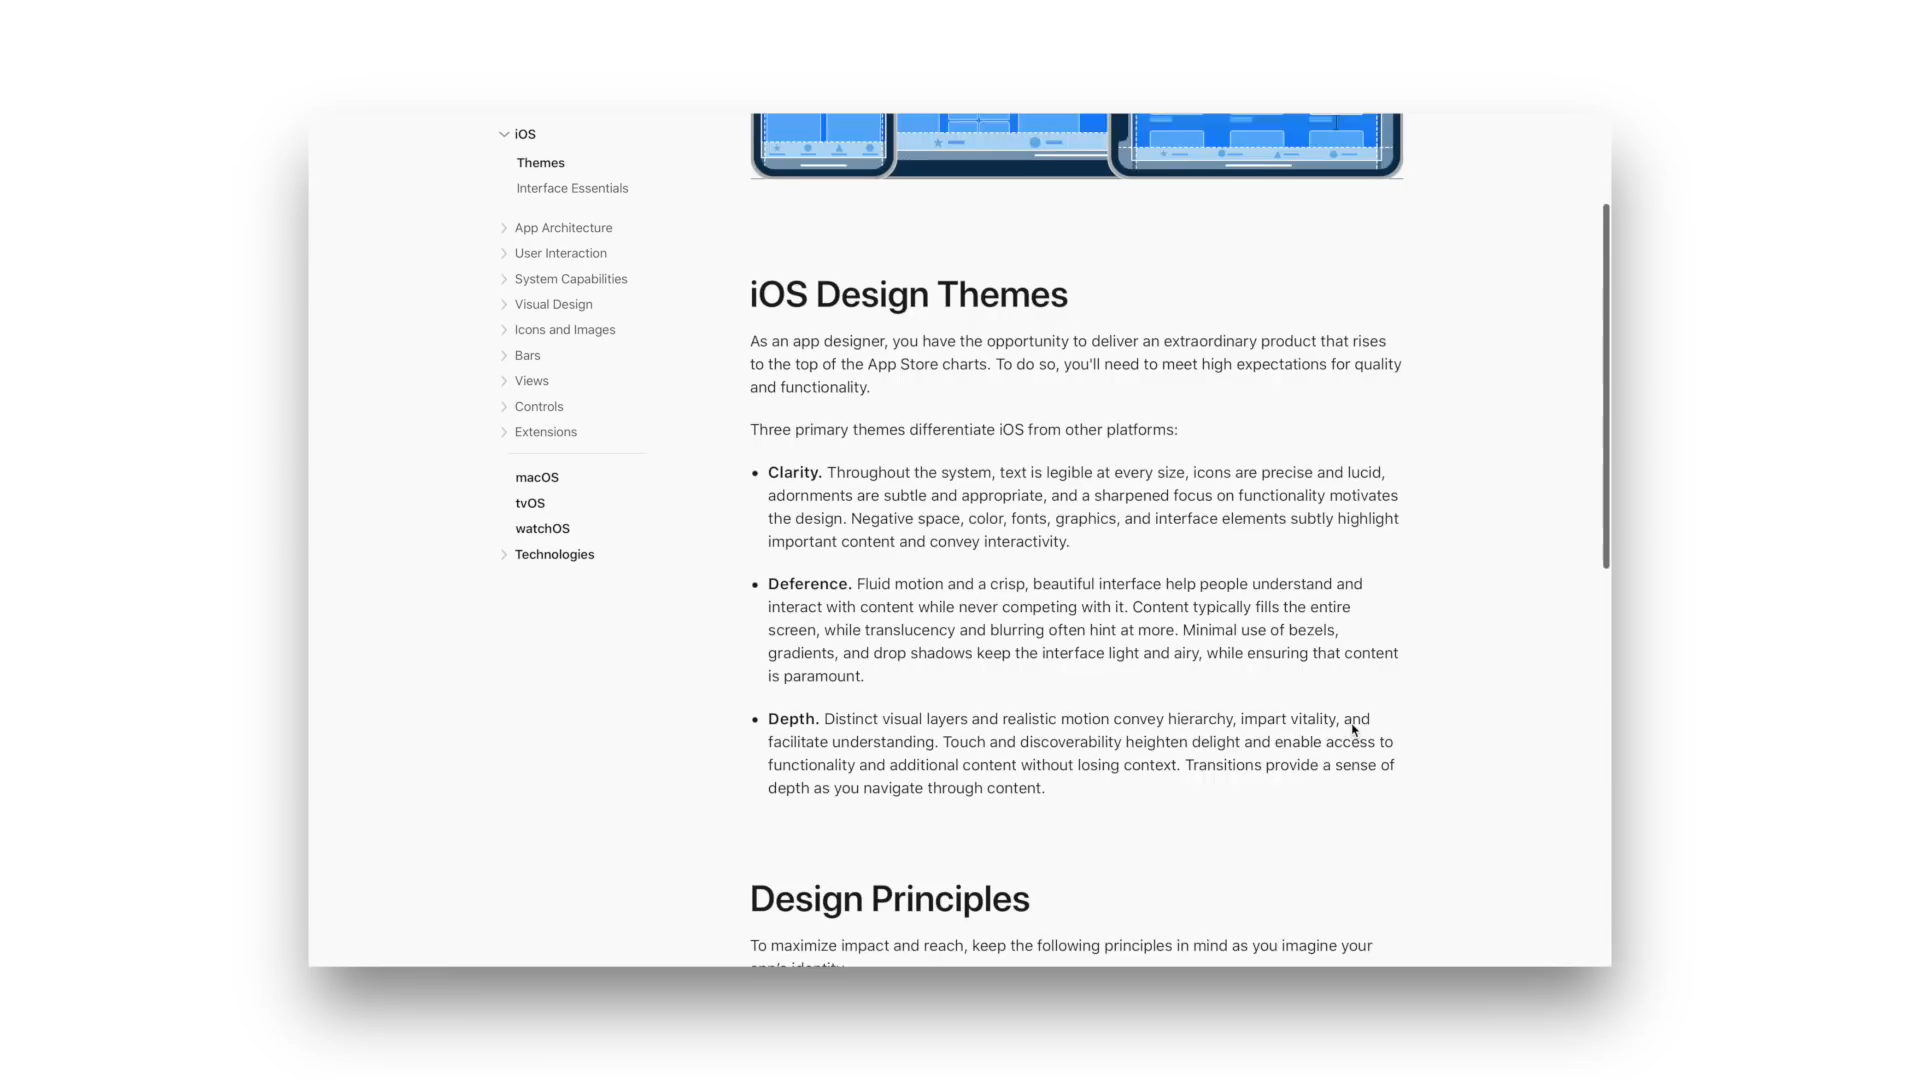 iOS
Themes
Interface Essentials
App Architecture
User Interaction
System Capabilities
Visual Design
Icons and Images
Bars
Views
Controls
Extensions
macOS
tvOS
watchOS
Technologies
iOS Design Themes
As an app designer, you have the opportunity to deliver an extraordinary product that rises
to the top of the App Store charts. To do so, you'll need to meet high expectations for quality
and functionality.
Three primary themes differentiate iOS from other platforms:
• Clarity. Throughout the system, text is legible at every size, icons are precise and lucid,
adornments are subtle and appropriate, and a sharpened focus on functionality motivates
the design. Negative space, color, fonts, graphics, and interface elements subtly highlight
important content and convey interactivity.
• Deference. Fluid motion and a crisp, beautiful interface help people understand and
interact with content while never competing with it. Content typically fills the entire
screen, while translucency and blurring often hint at more. Minimal use of bezels,
gradients, and drop shadows keep the interface light and airy, while ensuring that content
is paramount.
• Depth. Distinct visual layers and realistic motion convey hierarchy, impart vitality, and
facilitate understanding. Touch and discoverability heighten delight and enable access to
functionality and additional content without losing context. Transitions provide a sense of
depth as you navigate through content.
Design Principles
To maximize impact and reach, keep the following principles in mind as you imagine your